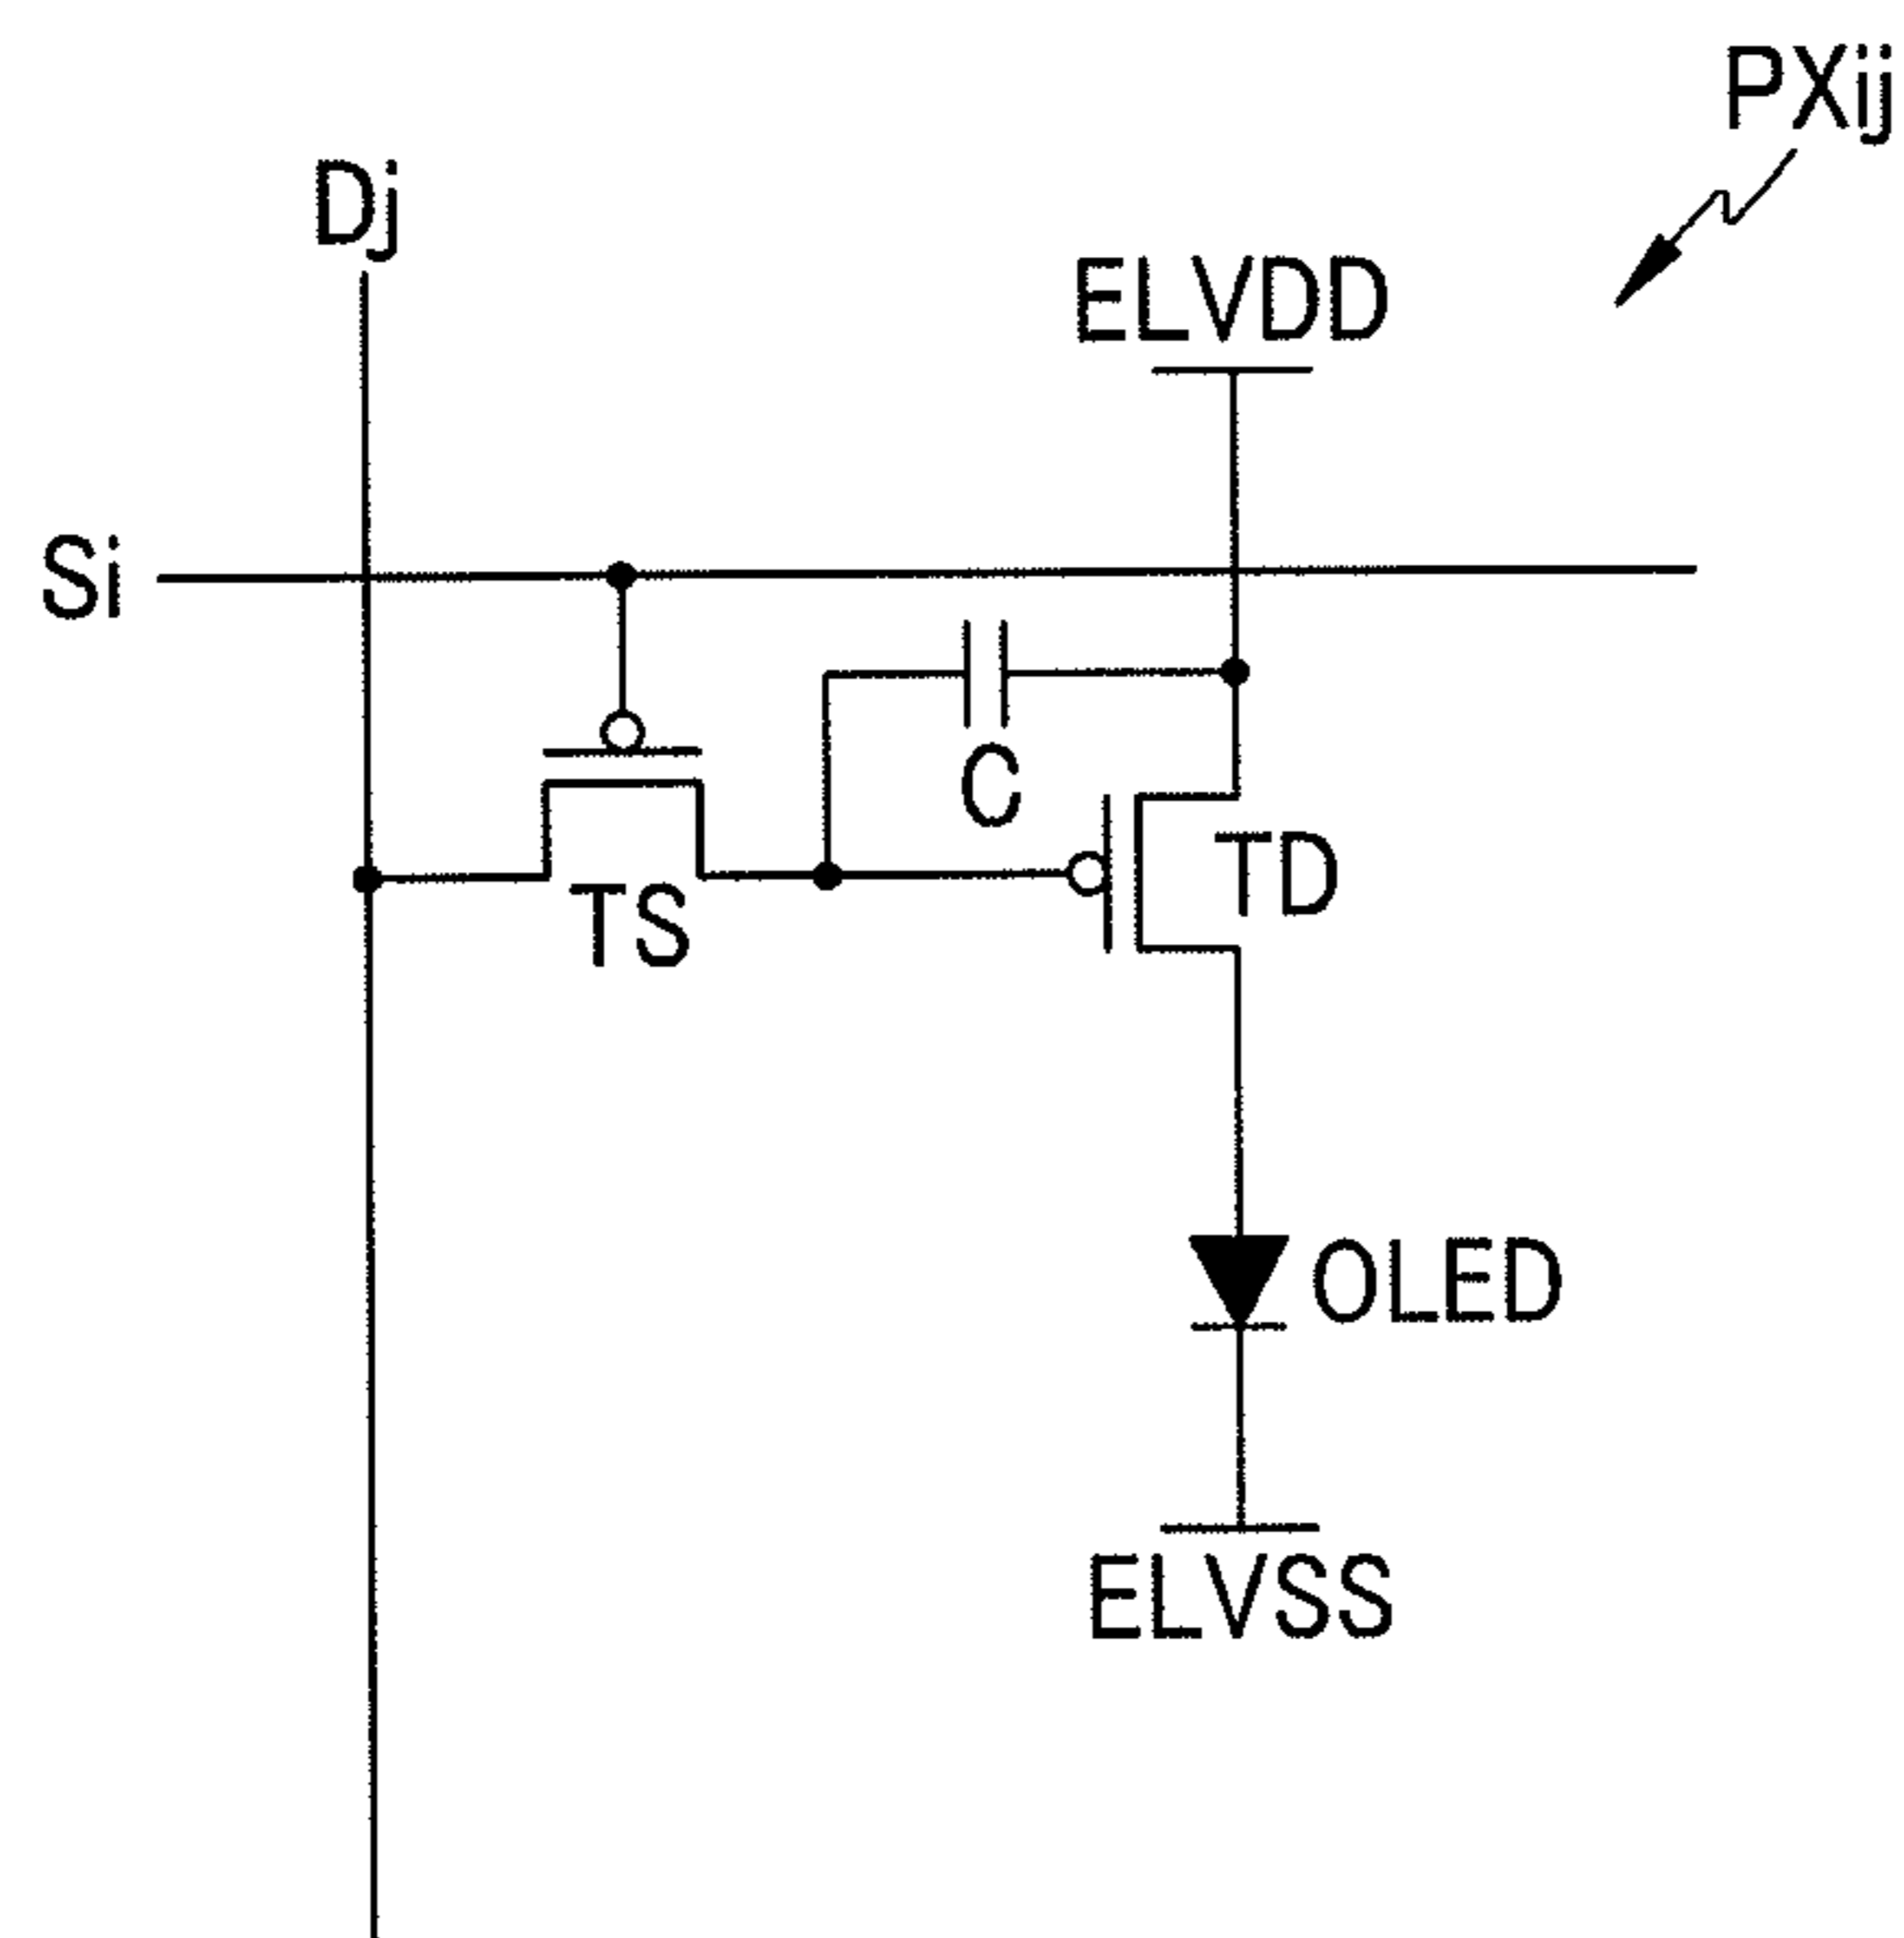 PXij
Dj
ELVDD
Si
C
TD
TS
OLED
ELVSS